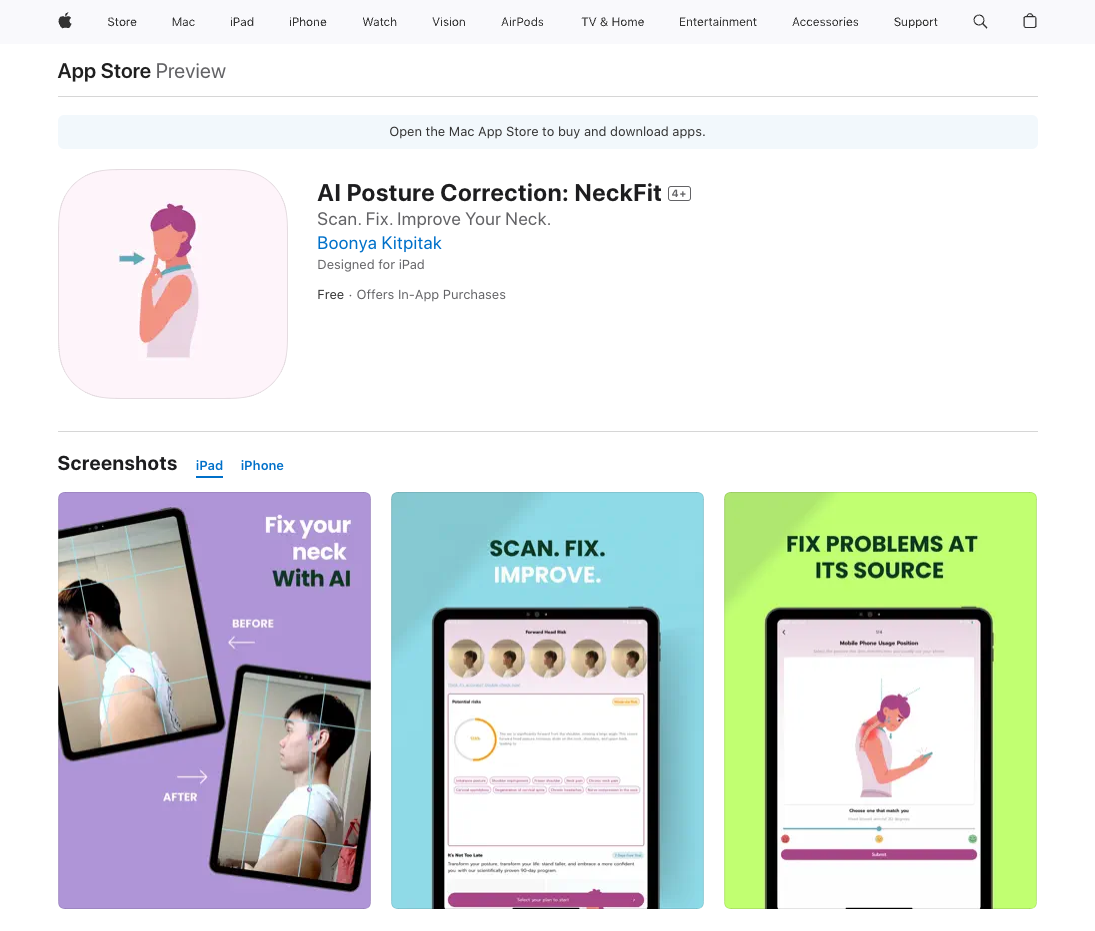 Store Mac iPad iPhone Watch Vision AirPods TV & Home Entertainment Accessories Support
App Store Preview
Open the Mac App Store to buy and download apps.
AI Posture Correction: NeckFit 4+
Scan. Fix. Improve Your Neck.
Boonya Kitpitak
Designed for iPad
Free · Offers In-App Purchases
Screenshots iPad iPhone
Fix your
neck
With AI
BEFORE
AFTER
SCAN. FIX.
IMPROVE.
Forward Head Risk
Potential risks
It's Not Too Late
Transform your posture, transform your life: stand taller, and embrace a more confident
you with our scientifically proven 90-day program
Select your plan to start
FIX PROBLEMS AT
ITS SOURCE
1/4
Mobile Phone Usage Position
Choose one that match you
Submit